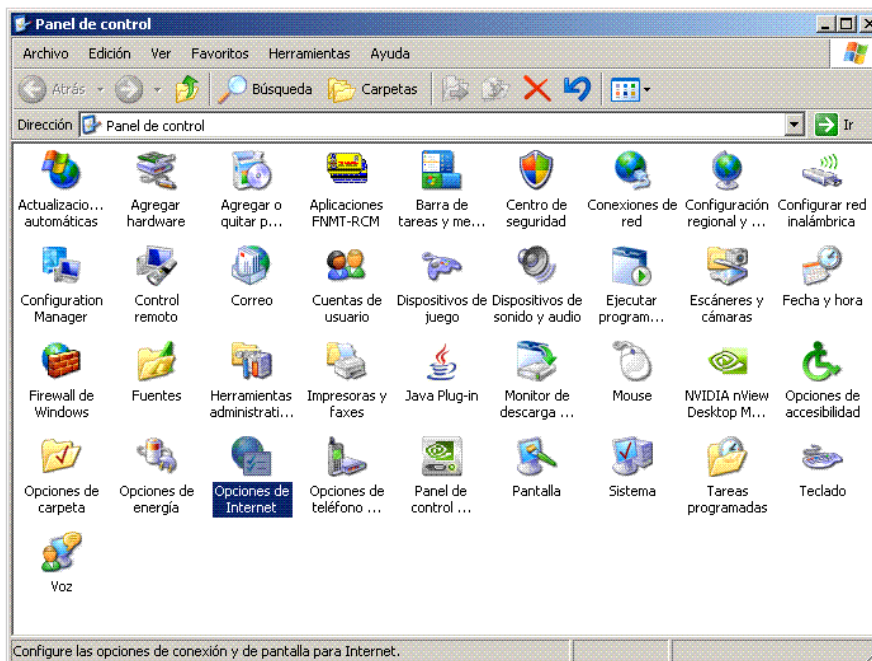 Panel de control
Archivo Edición Ver Favoritos Herramientas Ayuda
Atrás Búsqueda Carpetas
Dirección Panel de control Ir
Actualizacio... Agregar Agregar o Aplicaciones Barra de Centro de Conexiones de Configuración Configurar red
automáticas hardware quitar p... FNMT-RCM tareas y me... seguridad red regional y ... inalámbrica
Configuration Control Correo Cuentas de Dispositivos de Dispositivos de Ejecutar Escáneres y Fecha y hora
Manager remoto usuario juego sonido y audio program... cámaras
Firewall de Fuentes Herramientas Impresoras y Java Plug-in Monitor de Mouse NVIDIA nView Opciones de
Windows administrati... faxes descarga ... Desktop M... accesibilidad
Opciones de Opciones de Opciones de Opciones de Panel de Pantalla Sistema Tareas Teclado
carpeta energía Internet teléfono ... control ... programadas
Voz
Configure las opciones de conexión y de pantalla para Internet.